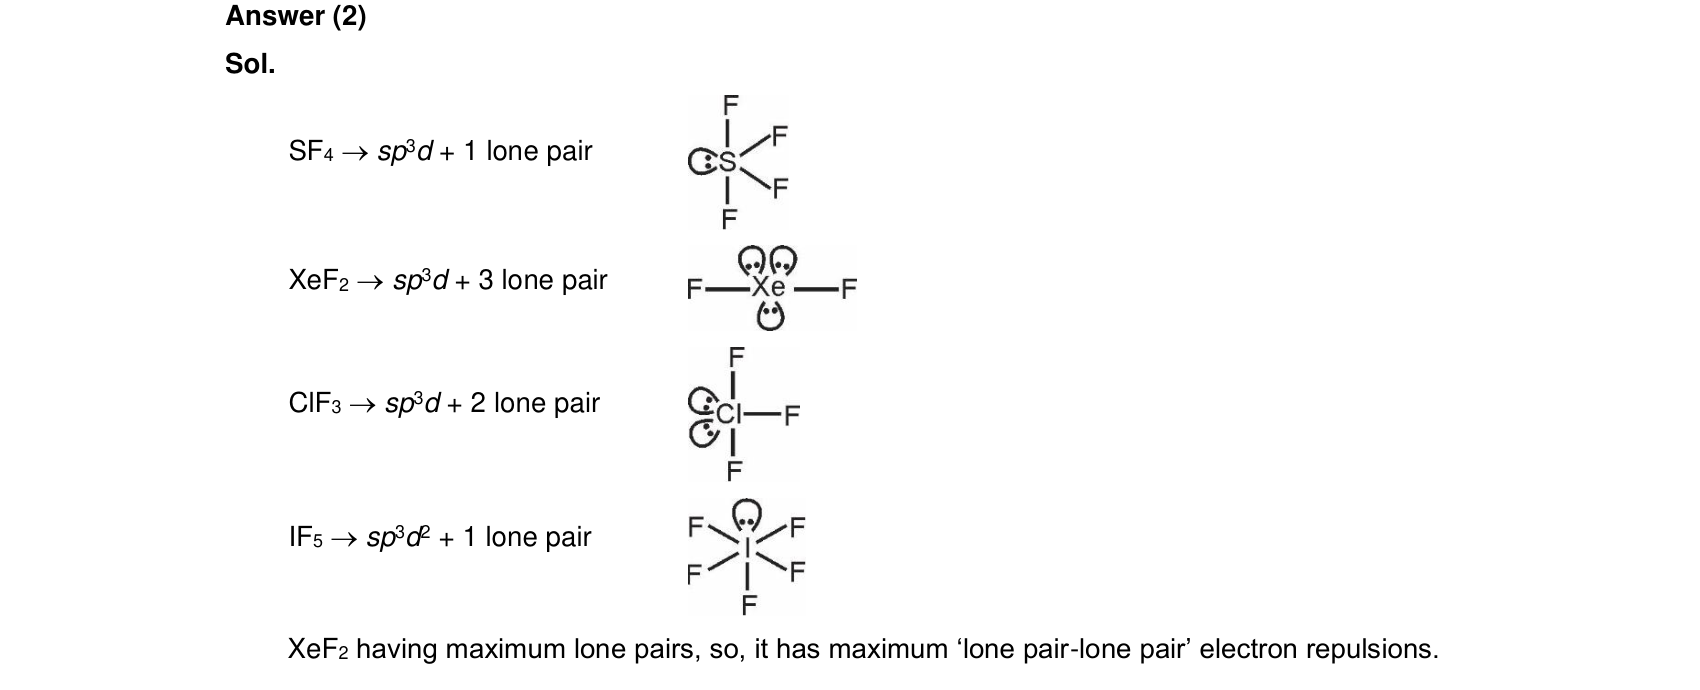 Answer (2)
Sol.
F
SF₄ → sp³d + 1 lone pair
F
S
F
F
XeF₂ → sp³d + 3 lone pair
F Xe F
F
ClF₃ → sp³d + 2 lone pair
Cl F
F
F F
IF₅ → sp³d² + 1 lone pair
I
F F
F
XeF₂ having maximum lone pairs, so, it has maximum ‘lone pair-lone pair’ electron repulsions.